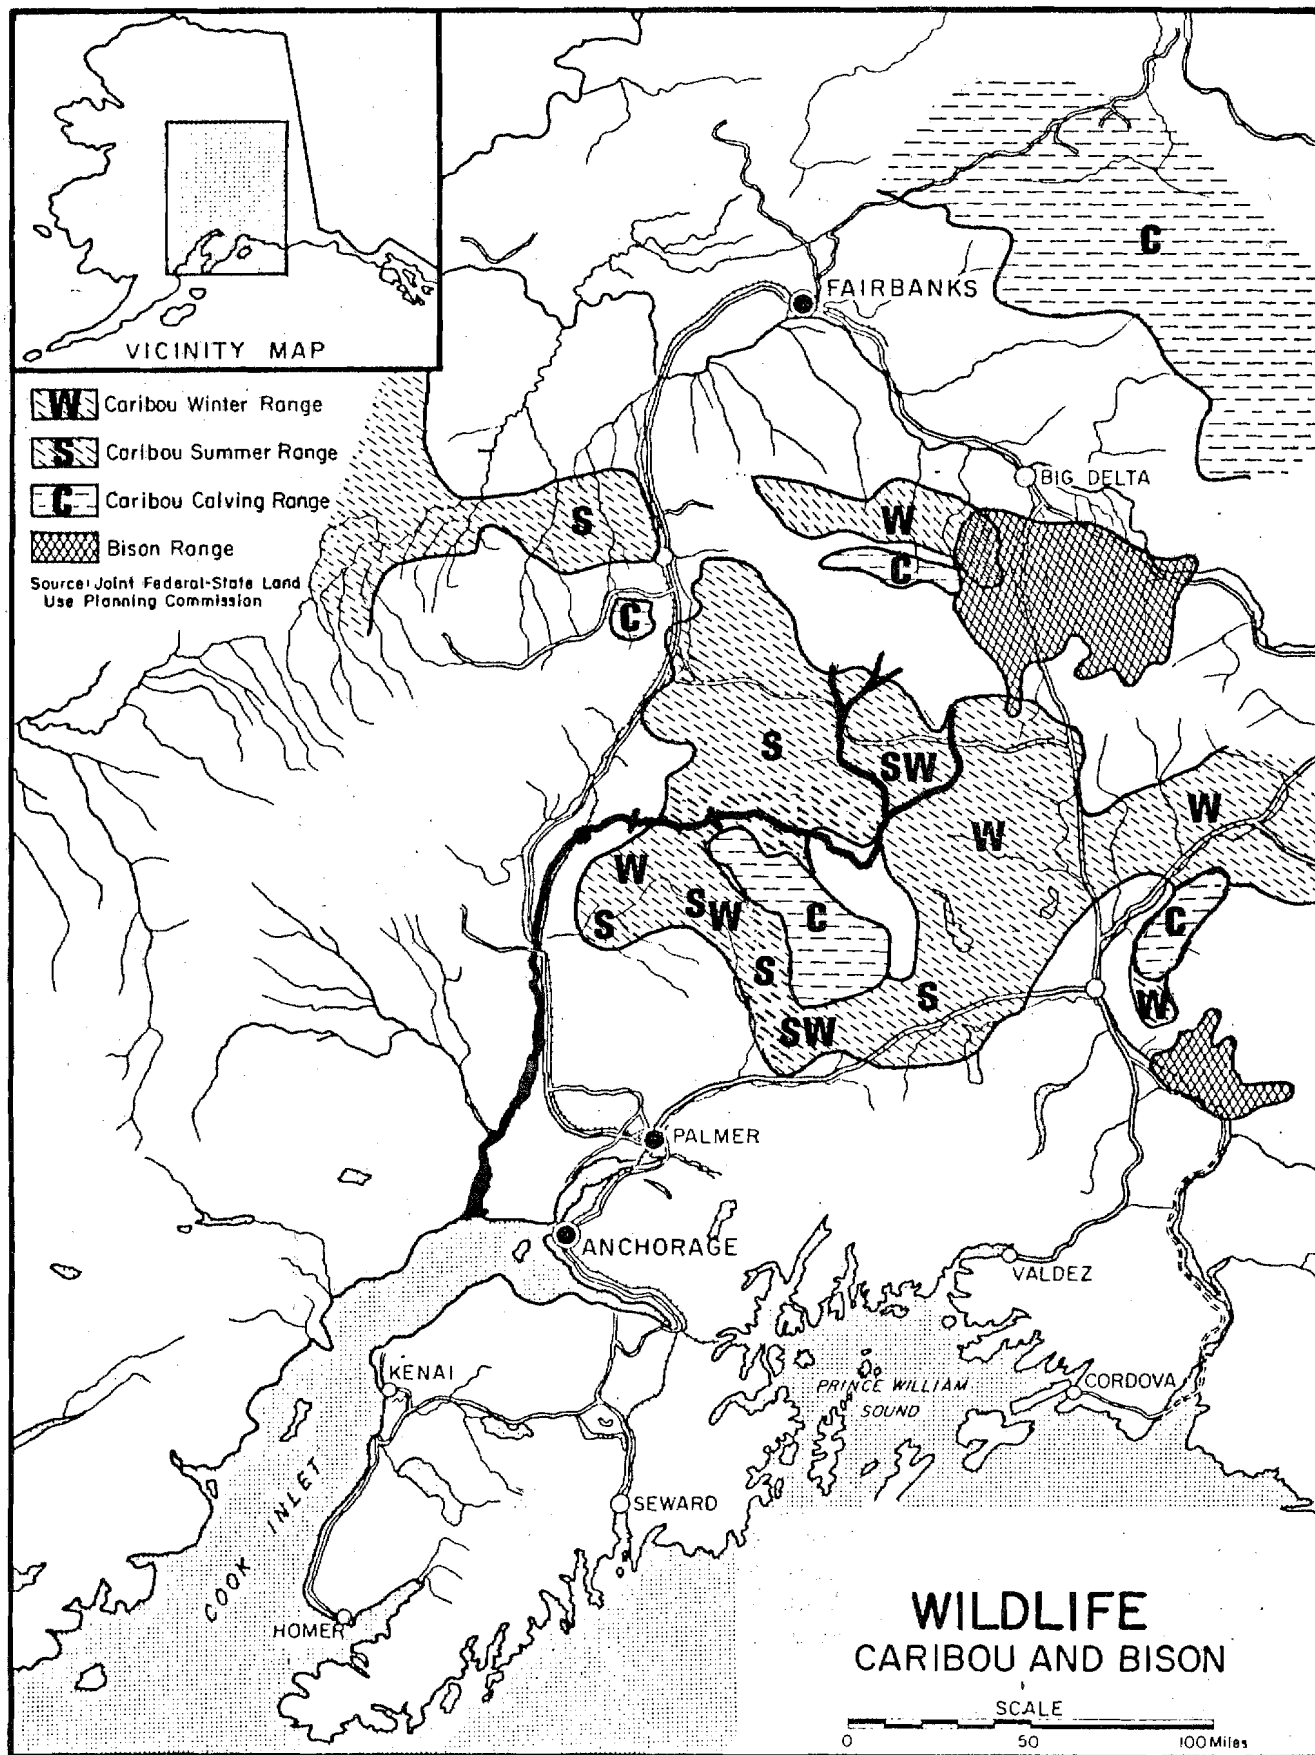 VICINITY MAP
W Caribou Winter Range
S Caribou Summer Range
C Caribou Calving Range
Bison Range
Source: Joint Federal-State Land
Use Planning Commission
C
FAIRBANKS
BIG DELTA
S
W
C
C
S
SW
W
W
W
S
W
S
C
C
S
S
W
SW
PALMER
ANCHORAGE
VALDEZ
KENAI
PRINCE WILLIAM
SOUND
CORDOVA
COOK INLET
SEWARD
HOMER
WILDLIFE
CARIBOU AND BISON
SCALE
0 50 100 Miles